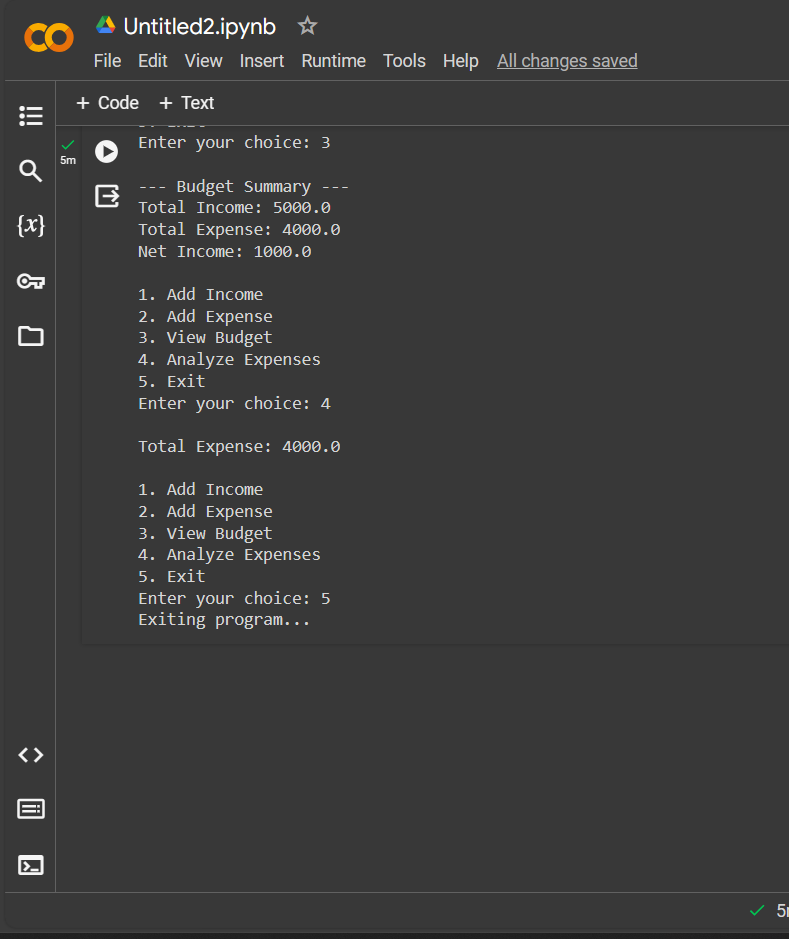 Untitled2.ipynb
File Edit View Insert Runtime Tools Help All changes saved
+ Code + Text
5m
Enter your choice: 3
--- Budget Summary ---
Total Income: 5000.0
Total Expense: 4000.0
Net Income: 1000.0
1. Add Income
2. Add Expense
3. View Budget
4. Analyze Expenses
5. Exit
Enter your choice: 4
Total Expense: 4000.0
1. Add Income
2. Add Expense
3. View Budget
4. Analyze Expenses
5. Exit
Enter your choice: 5
Exiting program...
{x}